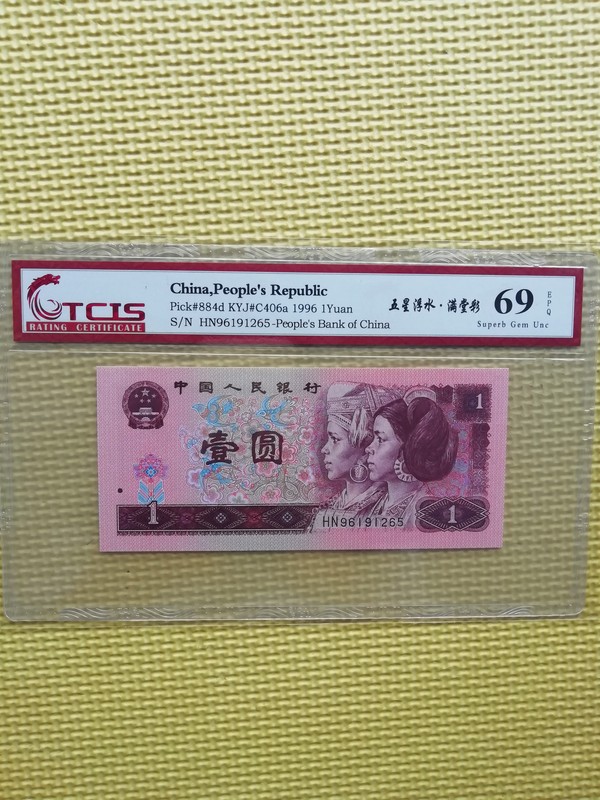 TCIS
RATING CERTIFICATE
China,People's Republic
Pick#884d KYJ#C406a 1996 1Yuan
S/N HN96191265-People's Bank of China
五星浮水·满堂彩
69
EPQ
Superb Gem Unc
中国人民银行
1
壹圆
1
HN96191265
1